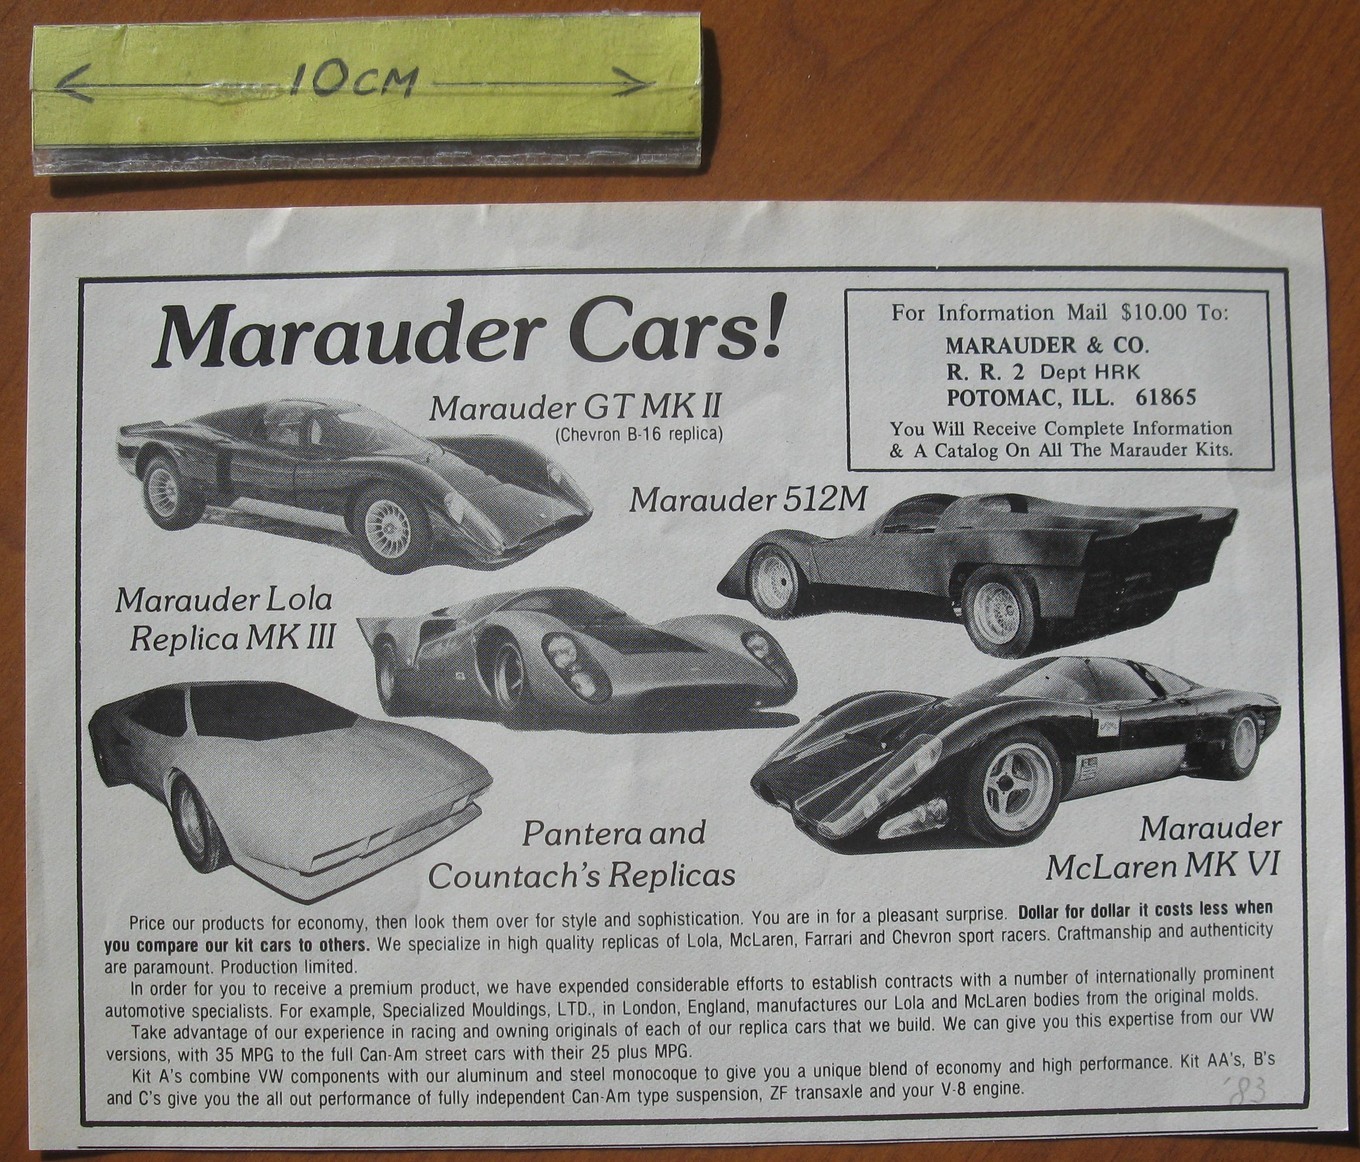 10CM
Marauder Cars!
For Information Mail $10.00 To:
MARAUDER & CO.
R. R. 2 Dept HRK
POTOMAC, ILL. 61865
You Will Receive Complete Information
& A Catalog On All The Marauder Kits.
Marauder GT MK II
(Chevron B-16 replica)
Marauder 512M
Marauder Lola
Replica MK III
Pantera and
Countach's Replicas
Marauder
McLaren MK VI
Price our products for economy, then look them over for style and sophistication. You are in for a pleasant surprise. Dollar for dollar it costs less when
you compare our kit cars to others. We specialize in high quality replicas of Lola, McLaren, Farrari and Chevron sport racers. Craftmanship and authenticity
are paramount. Production limited.
In order for you to receive a premium product, we have expended considerable efforts to establish contracts with a number of internationally prominent
automotive specialists. For example, Specialized Mouldings, LTD., in London, England, manufactures our Lola and McLaren bodies from the original molds.
Take advantage of our experience in racing and owning originals of each of our replica cars that we build. We can give you this expertise from our VW
versions, with 35 MPG to the full Can-Am street cars with their 25 plus MPG.
Kit A's combine VW components with our aluminum and steel monocoque to give you a unique blend of economy and high performance. Kit AA's, B's
and C's give you the all out performance of fully independent Can-Am type suspension, ZF transaxle and your V-8 engine.
'83